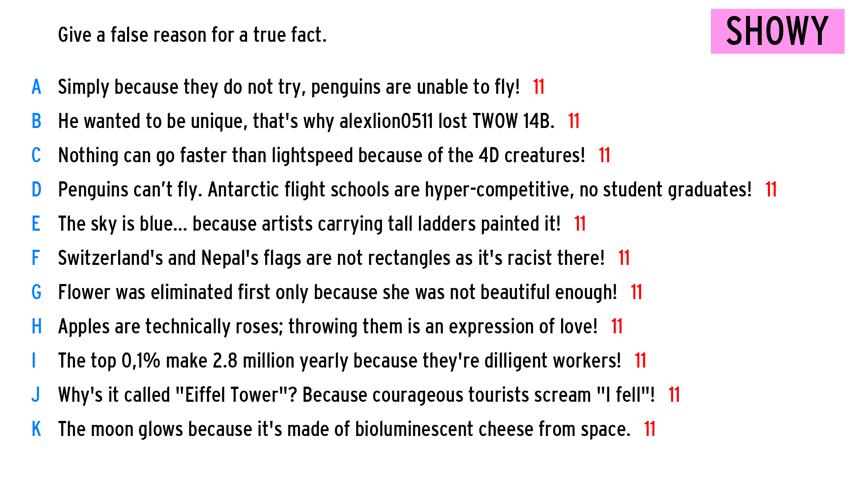 Give a false reason for a true fact.
SHOWY
A Simply because they do not try, penguins are unable to fly! 11
B He wanted to be unique, that's why alexlion0511 lost TWOW 14B. 11
C Nothing can go faster than lightspeed because of the 4D creatures! 11
D Penguins can't fly. Antarctic flight schools are hyper-competitive, no student graduates! 11
E The sky is blue... because artists carrying tall ladders painted it! 11
F Switzerland's and Nepal's flags are not rectangles as it's racist there! 11
G Flower was eliminated first only because she was not beautiful enough! 11
H Apples are technically roses; throwing them is an expression of love! 11
I The top 0,1% make 2.8 million yearly because they're dilligent workers! 11
J Why's it called "Eiffel Tower"? Because courageous tourists scream "I fell"! 11
K The moon glows because it's made of bioluminescent cheese from space. 11